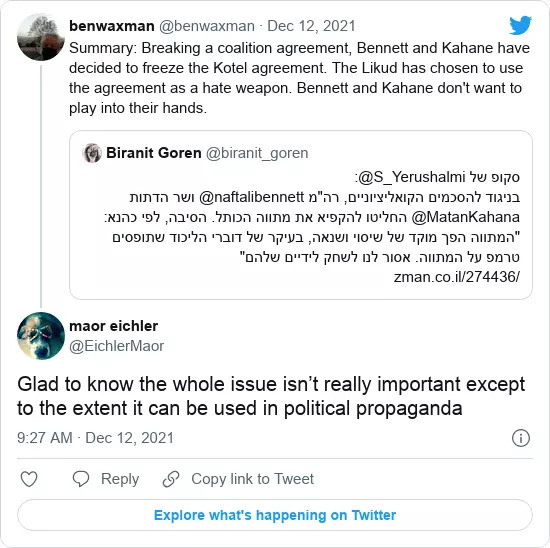 benwaxman @benwaxman · Dec 12, 2021
Summary: Breaking a coalition agreement, Bennett and Kahane have
decided to freeze the Kotel agreement. The Likud has chosen to use
the agreement as a hate weapon. Bennett and Kahane don't want to
play into their hands.
Biranit Goren @biranit_goren
סקופ של S_Yerushalmi@:
בניגוד להסכמים הקואליציוניים, רה"מ naftalibennett@ ושר הדתות
MatanKahana@ החליטו להקפיא את מתווה הכותל. הסיבה, לפי כהנא:
"המתווה הפך מוקד של שיסוי ושנאה, בעיקר של דוברי הליכוד שתופסים
טרמפ על המתווה. אסור לנו לשחק לידיים שלהם"
zman.co.il/274436/
maor eichler
@EichlerMaor
Glad to know the whole issue isn’t really important except
to the extent it can be used in political propaganda
9:27 AM · Dec 12, 2021
Reply Copy link to Tweet
Explore what's happening on Twitter